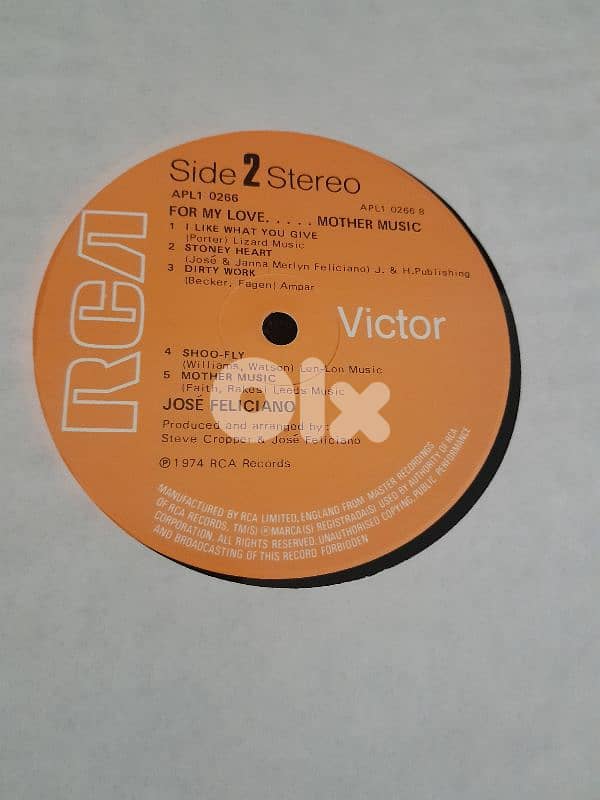 Side 2 Stereo
APL1 0266
APL1 0266 B
FOR MY LOVE. . . . . MOTHER MUSIC
1 I LIKE WHAT YOU GIVE
(Porter) Lizard Music
2 STONEY HEART
(José & Janna Merlyn Feliciano) J. & H.Publishing
3 DIRTY WORK
(Becker, Fagen) Ampar
RCA
Victor
4 SHOO-FLY
(Williams, Watson) Len-Lon Music
5 MOTHER MUSIC
(Faith, Rakes) Leeds Music
JOSÉ FELICIANO
olx
Produced and arranged by:
Steve Cropper & José Feliciano
℗ 1974 RCA Records
MANUFACTURED BY RCA LIMITED, ENGLAND FROM MASTER RECORDINGS
OF RCA RECORDS, TM(S) ® MARCA(S) REGISTRADA(S) USED BY AUTHORITY OF RCA
CORPORATION. ALL RIGHTS RESERVED. UNAUTHORISED COPYING, PUBLIC PERFORMANCE
AND BROADCASTING OF THIS RECORD FORBIDDEN